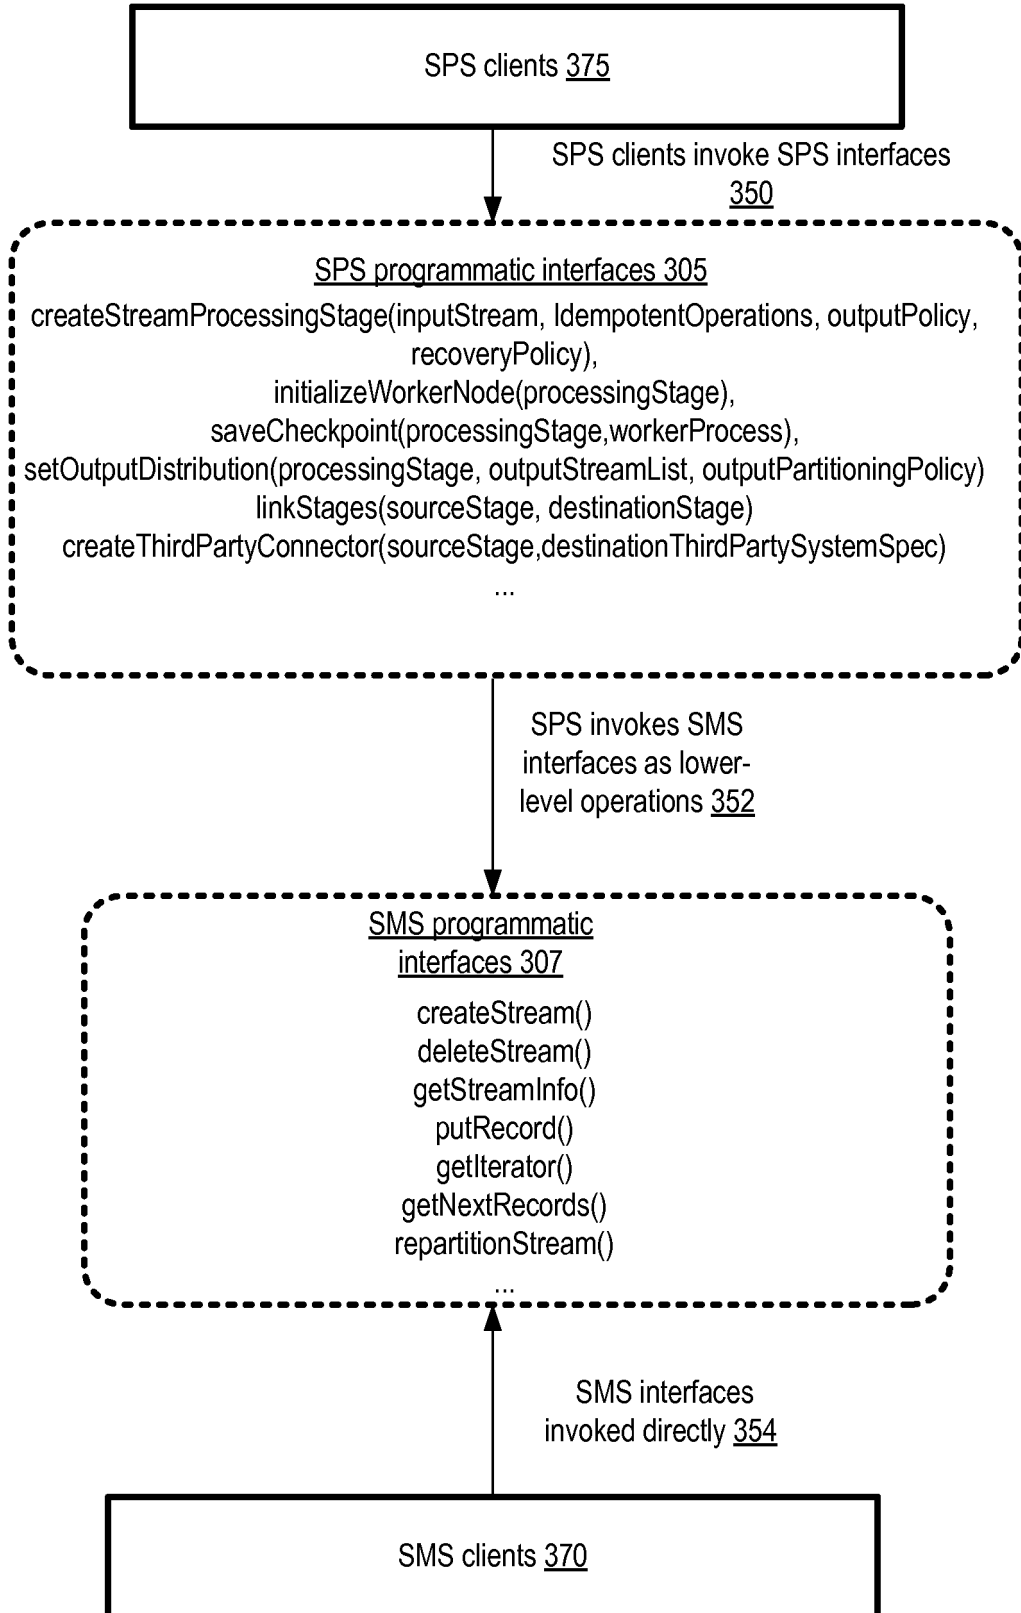 SPS clients 375
SPS clients invoke SPS interfaces
350
SPS programmatic interfaces 305
createStreamProcessingStage(inputStream, IdempotentOperations, outputPolicy,
recoveryPolicy),
initializeWorkerNode(processingStage),
saveCheckpoint(processingStage,workerProcess),
setOutputDistribution(processingStage, outputStreamList, outputPartitioningPolicy)
linkStages(sourceStage, destinationStage)
createThirdPartyConnector(sourceStage,destinationThirdPartySystemSpec)
...
SPS invokes SMS
interfaces as lower-
level operations 352
SMS programmatic
interfaces 307
createStream()
deleteStream()
getStreamInfo()
putRecord()
getIterator()
getNextRecords()
repartitionStream()
...
SMS interfaces
invoked directly 354
SMS clients 370